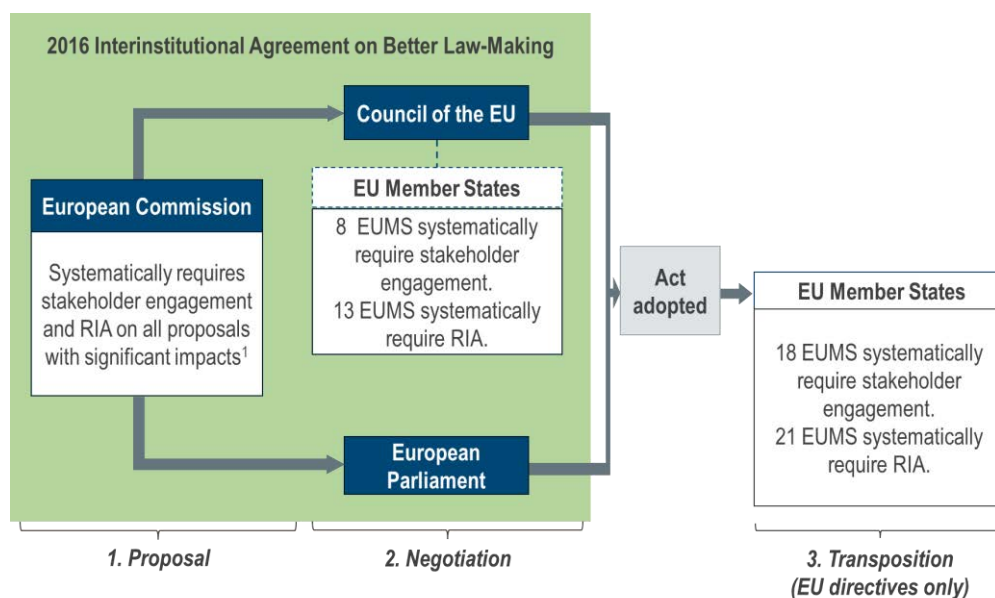 2016 Interinstitutional Agreement on Better Law-Making
European Commission
Systematically requires
stakeholder engagement
and RIA on all proposals
with significant impacts¹
Council of the EU
EU Member States
8 EUMS systematically
require stakeholder
engagement.
13 EUMS systematically
require RIA.
European
Parliament
Act
adopted
EU Member States
18 EUMS systematically
require stakeholder
engagement.
21 EUMS systematically
require RIA.
1. Proposal
2. Negotiation
3. Transposition
(EU directives only)